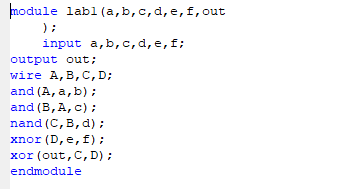 module lab1(a,b,c,d,e,f,out
);
input a,b,c,d,e,f;
output out;
wire A,B,C,D;
and(A,a,b);
and(B,A,c);
nand(C,B,d);
xnor(D,e,f);
xor(out,C,D);
endmodule